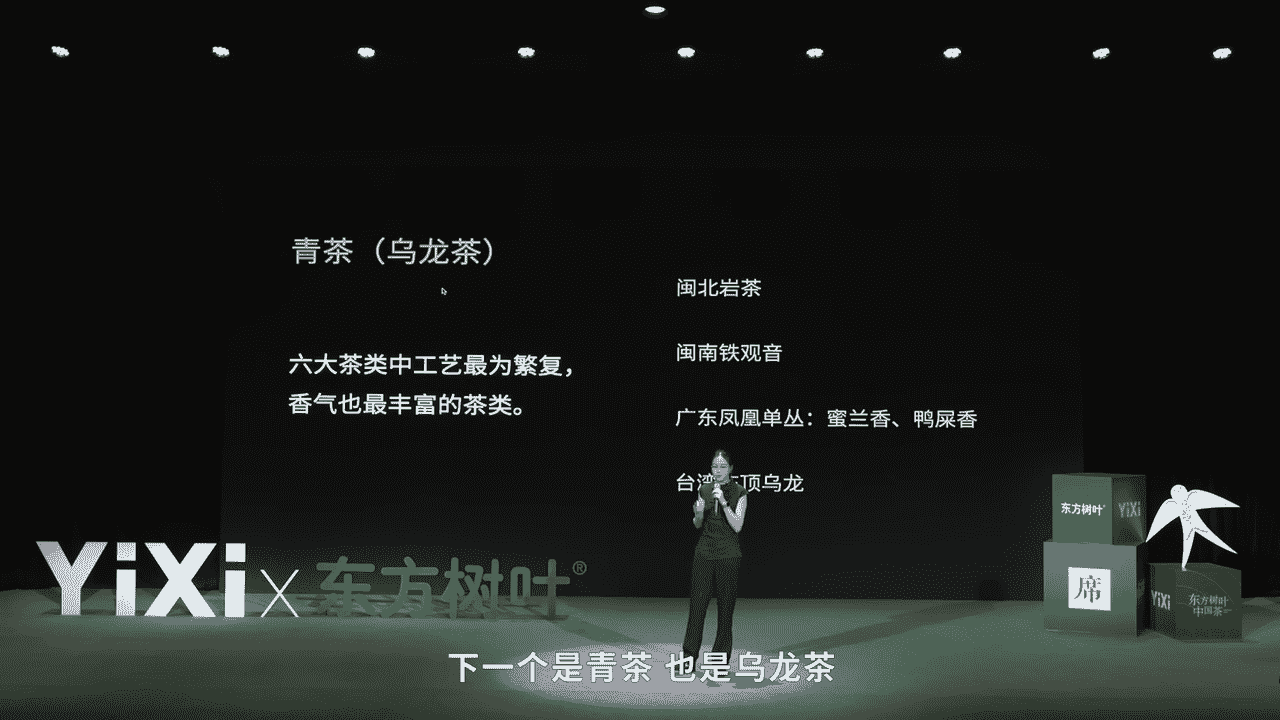 青茶（乌龙茶）
六大茶类中工艺最为繁复，
香气也最丰富的茶类。
闽北岩茶
闽南铁观音
广东凤凰单丛：蜜兰香、鸭屎香
台湾 顶乌龙
YiXi × 东方树叶®
东方树叶
YiXi
席
YiXi
东方树叶
中国茶
下一个是青茶 也是乌龙茶